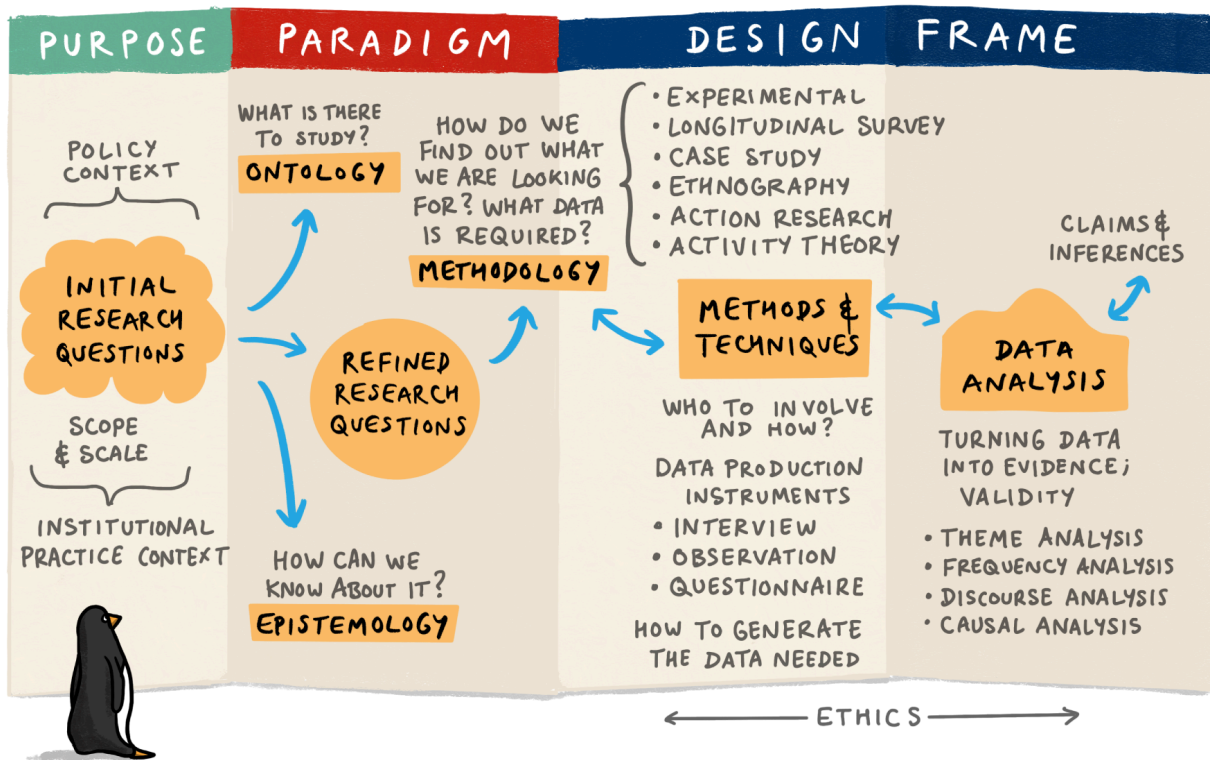 PURPOSE
PARADIGM
DESIGN FRAME
POLICY
CONTEXT
INITIAL
RESEARCH
QUESTIONS
SCOPE
& SCALE
INSTITUTIONAL
PRACTICE CONTEXT
WHAT IS THERE
TO STUDY?
ONTOLOGY
REFINED
RESEARCH
QUESTIONS
HOW CAN WE
KNOW ABOUT IT?
EPISTEMOLOGY
HOW DO WE
FIND OUT WHAT
WE ARE LOOKING
FOR? WHAT DATA
IS REQUIRED?
METHODOLOGY
• EXPERIMENTAL
• LONGITUDINAL SURVEY
• CASE STUDY
• ETHNOGRAPHY
• ACTION RESEARCH
• ACTIVITY THEORY
METHODS &
TECHNIQUES
WHO TO INVOLVE
AND HOW?
DATA PRODUCTION
INSTRUMENTS
• INTERVIEW
• OBSERVATION
• QUESTIONNAIRE
HOW TO GENERATE
THE DATA NEEDED
CLAIMS &
INFERENCES
DATA
ANALYSIS
TURNING DATA
INTO EVIDENCE;
VALIDITY
• THEME ANALYSIS
• FREQUENCY ANALYSIS
• DISCOURSE ANALYSIS
• CAUSAL ANALYSIS
ETHICS